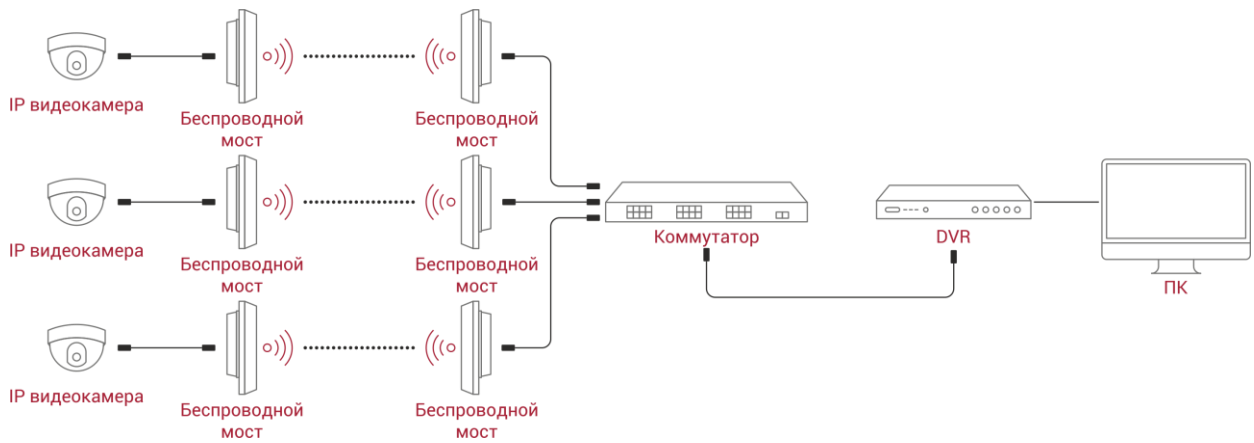 IP видеокамера
Беспроводной
мост
Беспроводной
мост
IP видеокамера
Беспроводной
мост
Беспроводной
мост
Коммутатор
DVR
ПК
IP видеокамера
Беспроводной
мост
Беспроводной
мост